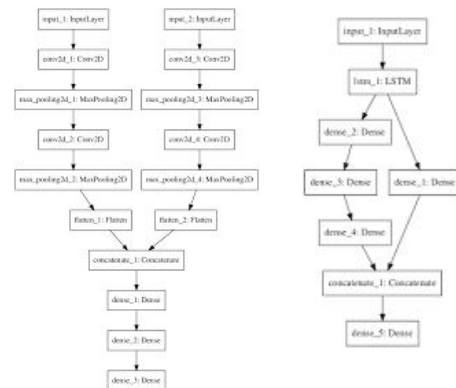 input_1: InputLayer
input_2: InputLayer
conv2d_1: Conv2D
conv2d_3: Conv2D
max_pooling2d_1: MaxPooling2D
max_pooling2d_3: MaxPooling2D
conv2d_2: Conv2D
conv2d_4: Conv2D
max_pooling2d_2: MaxPooling2D
max_pooling2d_4: MaxPooling2D
flatten_1: Flatten
flatten_2: Flatten
concatenate_1: Concatenate
dense_1: Dense
dense_2: Dense
dense_3: Dense
input_1: InputLayer
lstm_1: LSTM
dense_2: Dense
dense_3: Dense
dense_1: Dense
dense_4: Dense
concatenate_1: Concatenate
dense_5: Dense